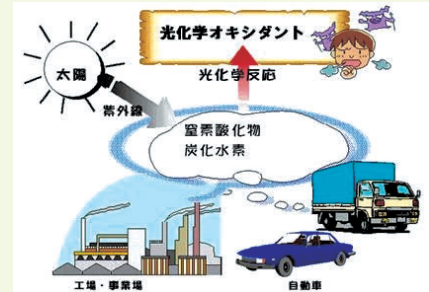 光化学オキシダント
太陽
光化学反応
紫外線
窒素酸化物
炭化水素
工場・事業場
自動車